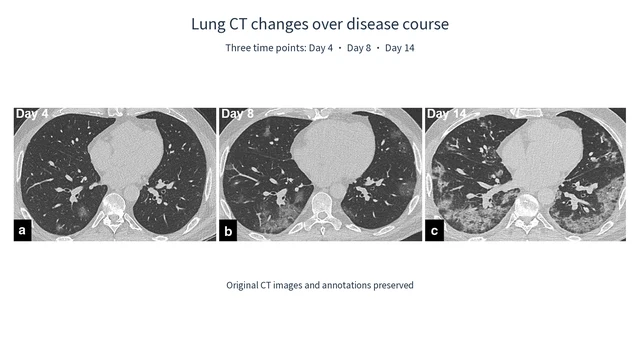 Lung CT changes over disease course
Three time points: Day 4 · Day 8 · Day 14
Day 4
Day 8
Day 14
a
b
c
Original CT images and annotations preserved